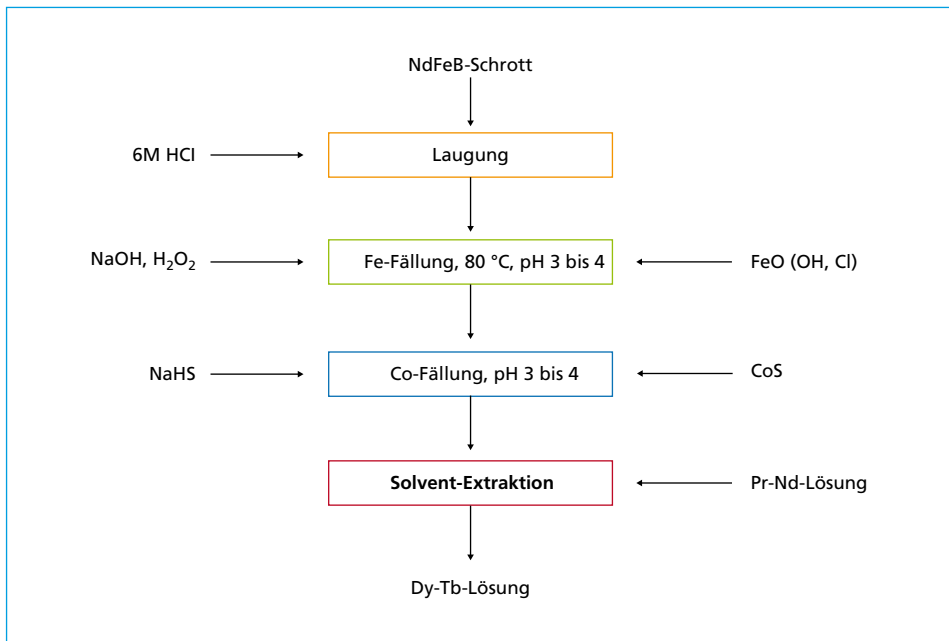 NdFeB-Schrott
6M HCl
Laugung
NaOH, H₂O₂
Fe-Fällung, 80 °C, pH 3 bis 4
FeO (OH, Cl)
NaHS
Co-Fällung, pH 3 bis 4
CoS
Solvent-Extraktion
Pr-Nd-Lösung
Dy-Tb-Lösung